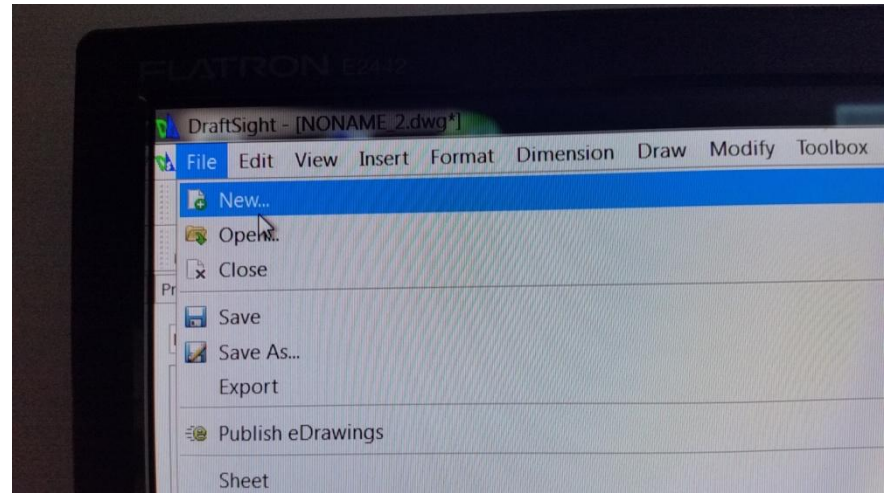 FLATRON E2442
DraftSight - [NONAME_2.dwg*]
File Edit View Insert Format Dimension Draw Modify Toolbox
New...
Open...
Close
Pr
Save
Save As...
Export
Publish eDrawings
Sheet